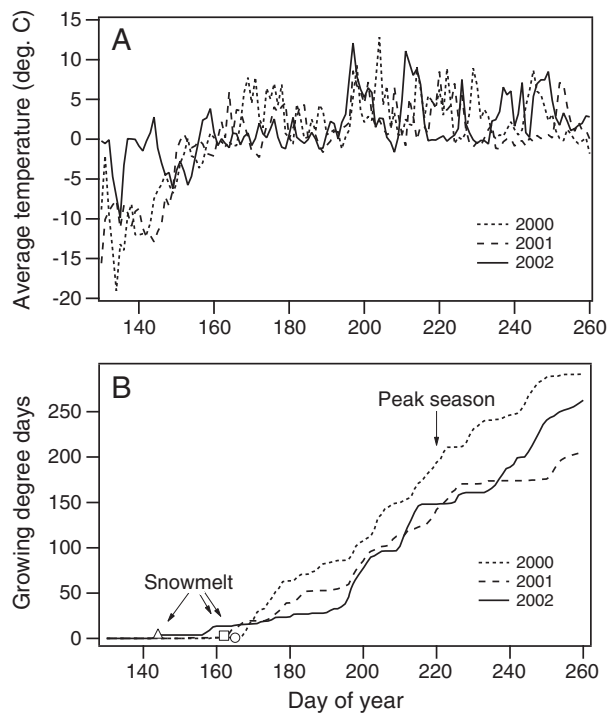 A
Average temperature (deg. C)
15
10
5
0
-5
-10
-15
-20
2000
2001
2002
140 160 180 200 220 240 260
B
Growing degree days
250
200
150
100
50
0
Peak season
Snowmelt
2000
2001
2002
140 160 180 200 220 240 260
Day of year